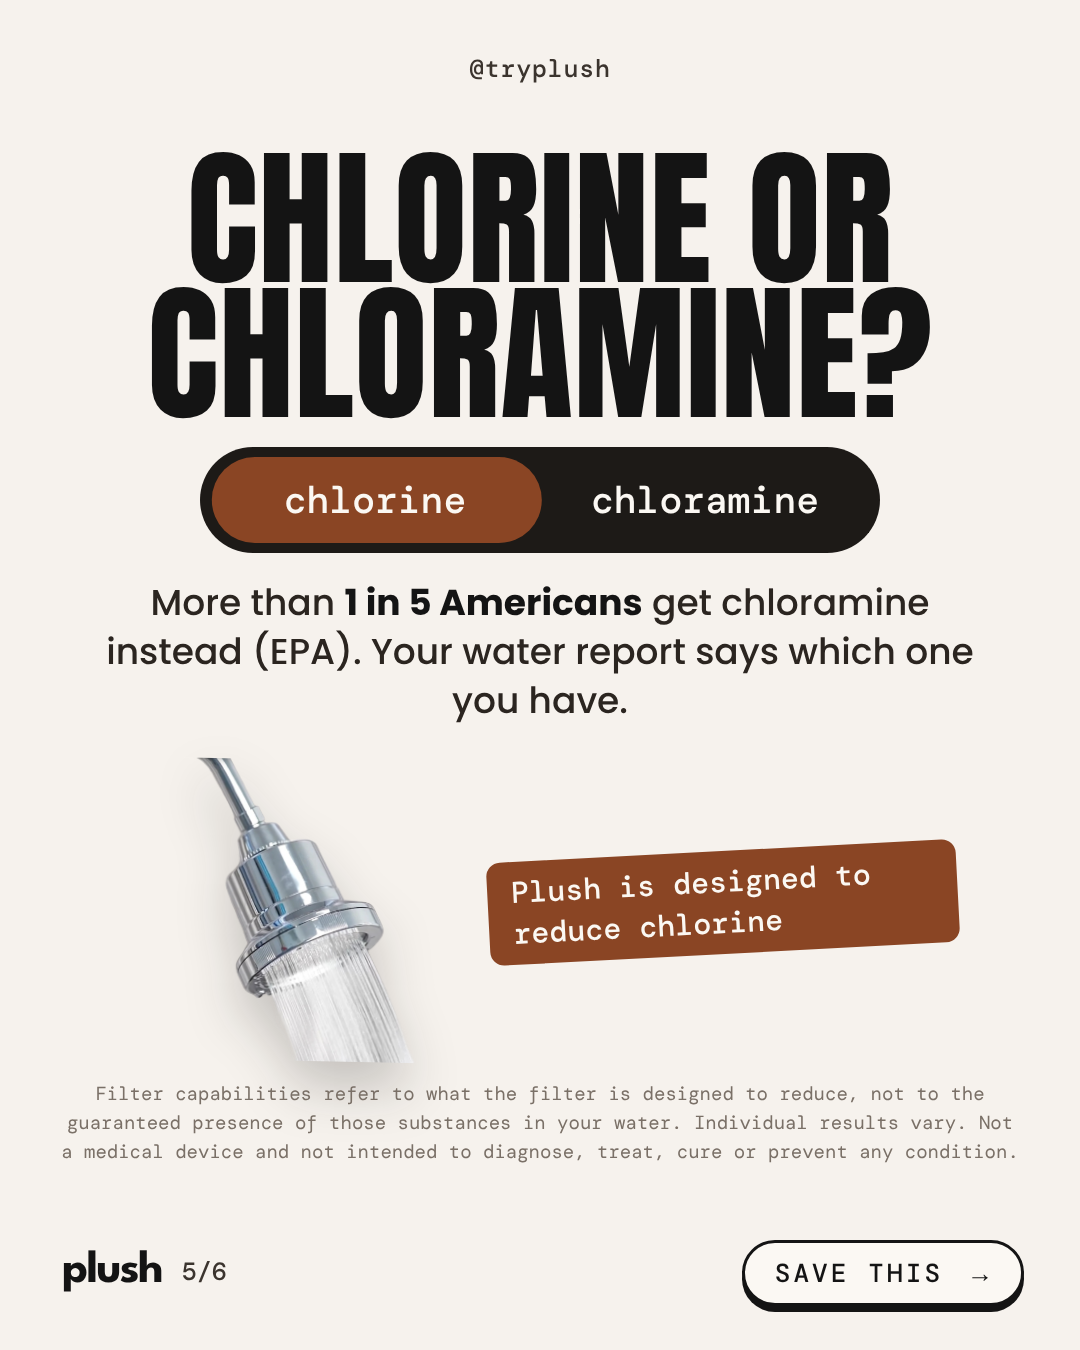 @tryplush
CHLORINE OR
CHLORAMINE?
chlorine chloramine
More than 1 in 5 Americans get chloramine
instead (EPA). Your water report says which one
you have.
Plush is designed to
reduce chlorine
Filter capabilities refer to what the filter is designed to reduce, not to the
guaranteed presence of those substances in your water. Individual results vary. Not
a medical device and not intended to diagnose, treat, cure or prevent any condition.
plush 5/6
SAVE THIS →